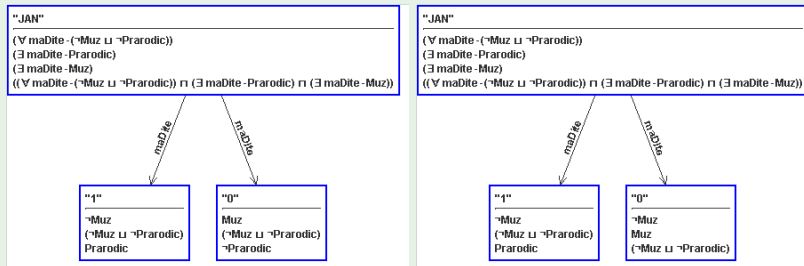 "JAN"
(∀ maDite-(¬Muz ⊔ ¬Prarodic))
(∃ maDite-Prarodic)
(∃ maDite-Muz)
((∀ maDite-(¬Muz ⊔ ¬Prarodic)) ⊓ (∃ maDite-Prarodic) ⊓ (∃ maDite-Muz))
maDite
maDite
"1"
¬Muz
(¬Muz ⊔ ¬Prarodic)
Prarodic
"0"
Muz
(¬Muz ⊔ ¬Prarodic)
¬Prarodic
"JAN"
(∀ maDite-(¬Muz ⊔ ¬Prarodic))
(∃ maDite-Prarodic)
(∃ maDite-Muz)
((∀ maDite-(¬Muz ⊔ ¬Prarodic)) ⊓ (∃ maDite-Prarodic) ⊓ (∃ maDite-Muz))
maDite
maDite
"1"
¬Muz
(¬Muz ⊔ ¬Prarodic)
Prarodic
"0"
¬Muz
Muz
(¬Muz ⊔ ¬Prarodic)